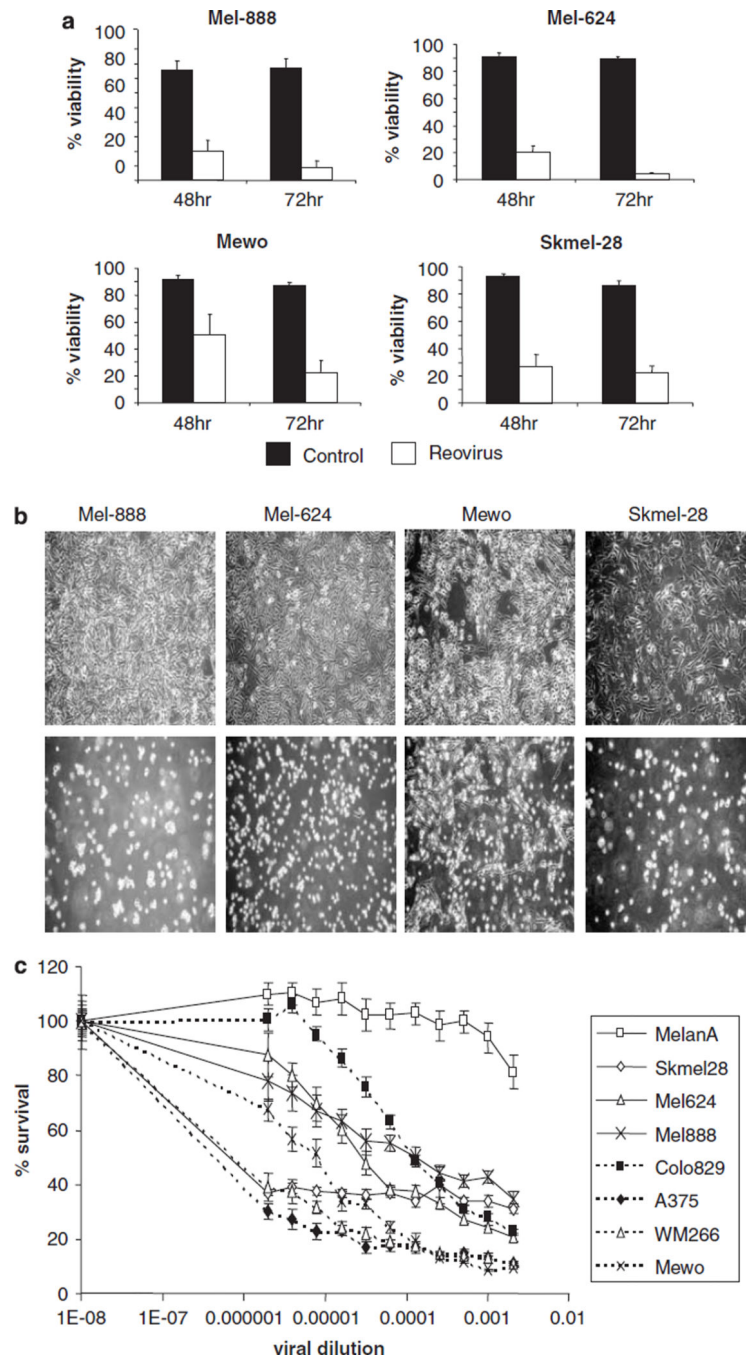 a
Mel-888
% viability
80
60
40
20
0
48hr 72hr
Mel-624
% viability
100
80
60
40
20
0
48hr 72hr
Mewo
% viability
100
80
60
40
20
0
48hr 72hr
Skmel-28
% viability
100
80
60
40
20
0
48hr 72hr
Control Reovirus
b
Mel-888 Mel-624 Mewo Skmel-28
c
% survival
120
100
80
60
40
20
0
1E-08 1E-07 0.000001 0.00001 0.0001 0.001 0.01
viral dilution
MelanA
Skmel28
Mel624
Mel888
Colo829
A375
WM266
Mewo